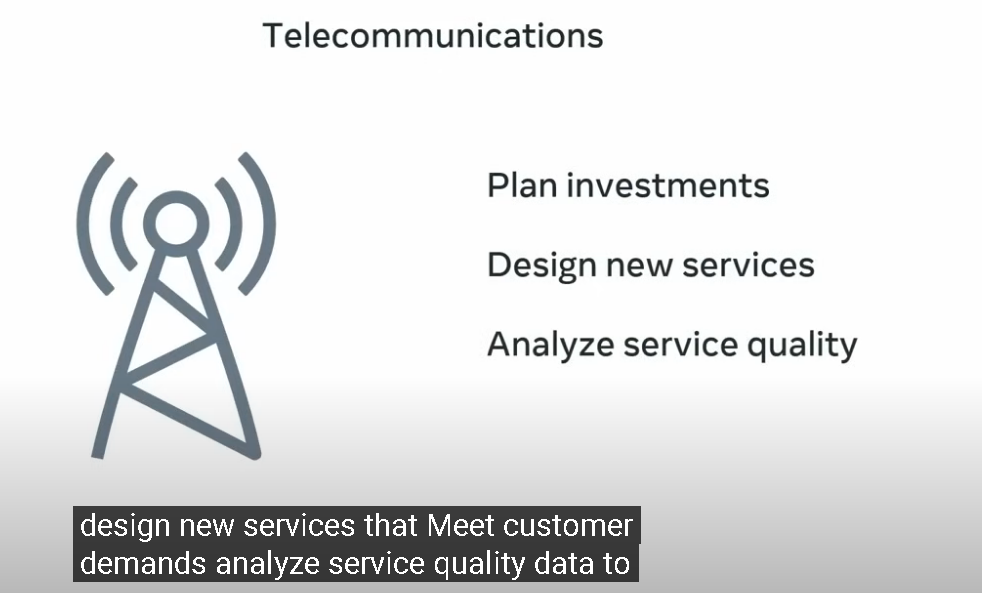 Telecommunications
Plan investments
Design new services
Analyze service quality
design new services that Meet customer
demands analyze service quality data to